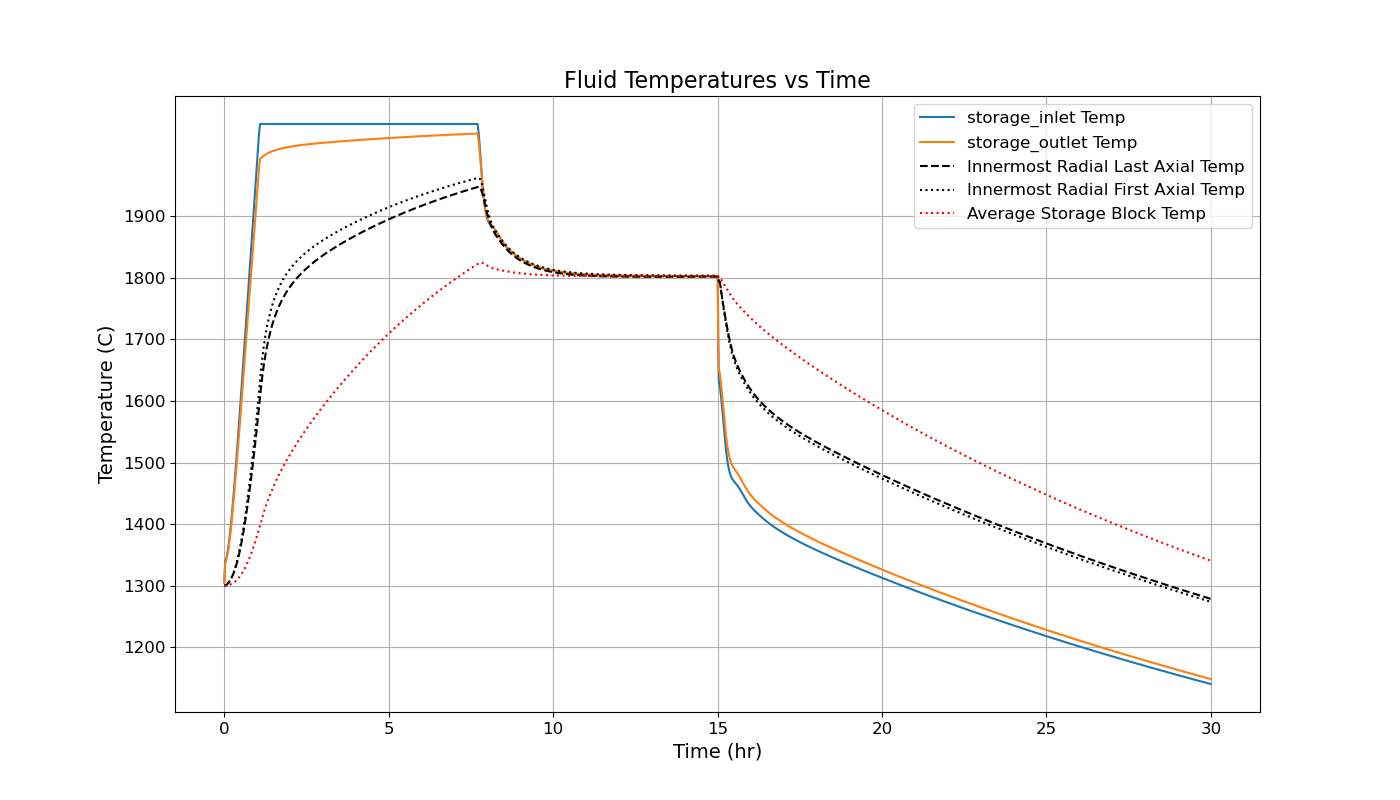 Fluid Temperatures vs Time
storage_inlet Temp
storage_outlet Temp
Innermost Radial Last Axial Temp
Innermost Radial First Axial Temp
Average Storage Block Temp
Temperature (C)
1900
1800
1700
1600
1500
1400
1300
1200
0 5 10 15 20 25 30
Time (hr)